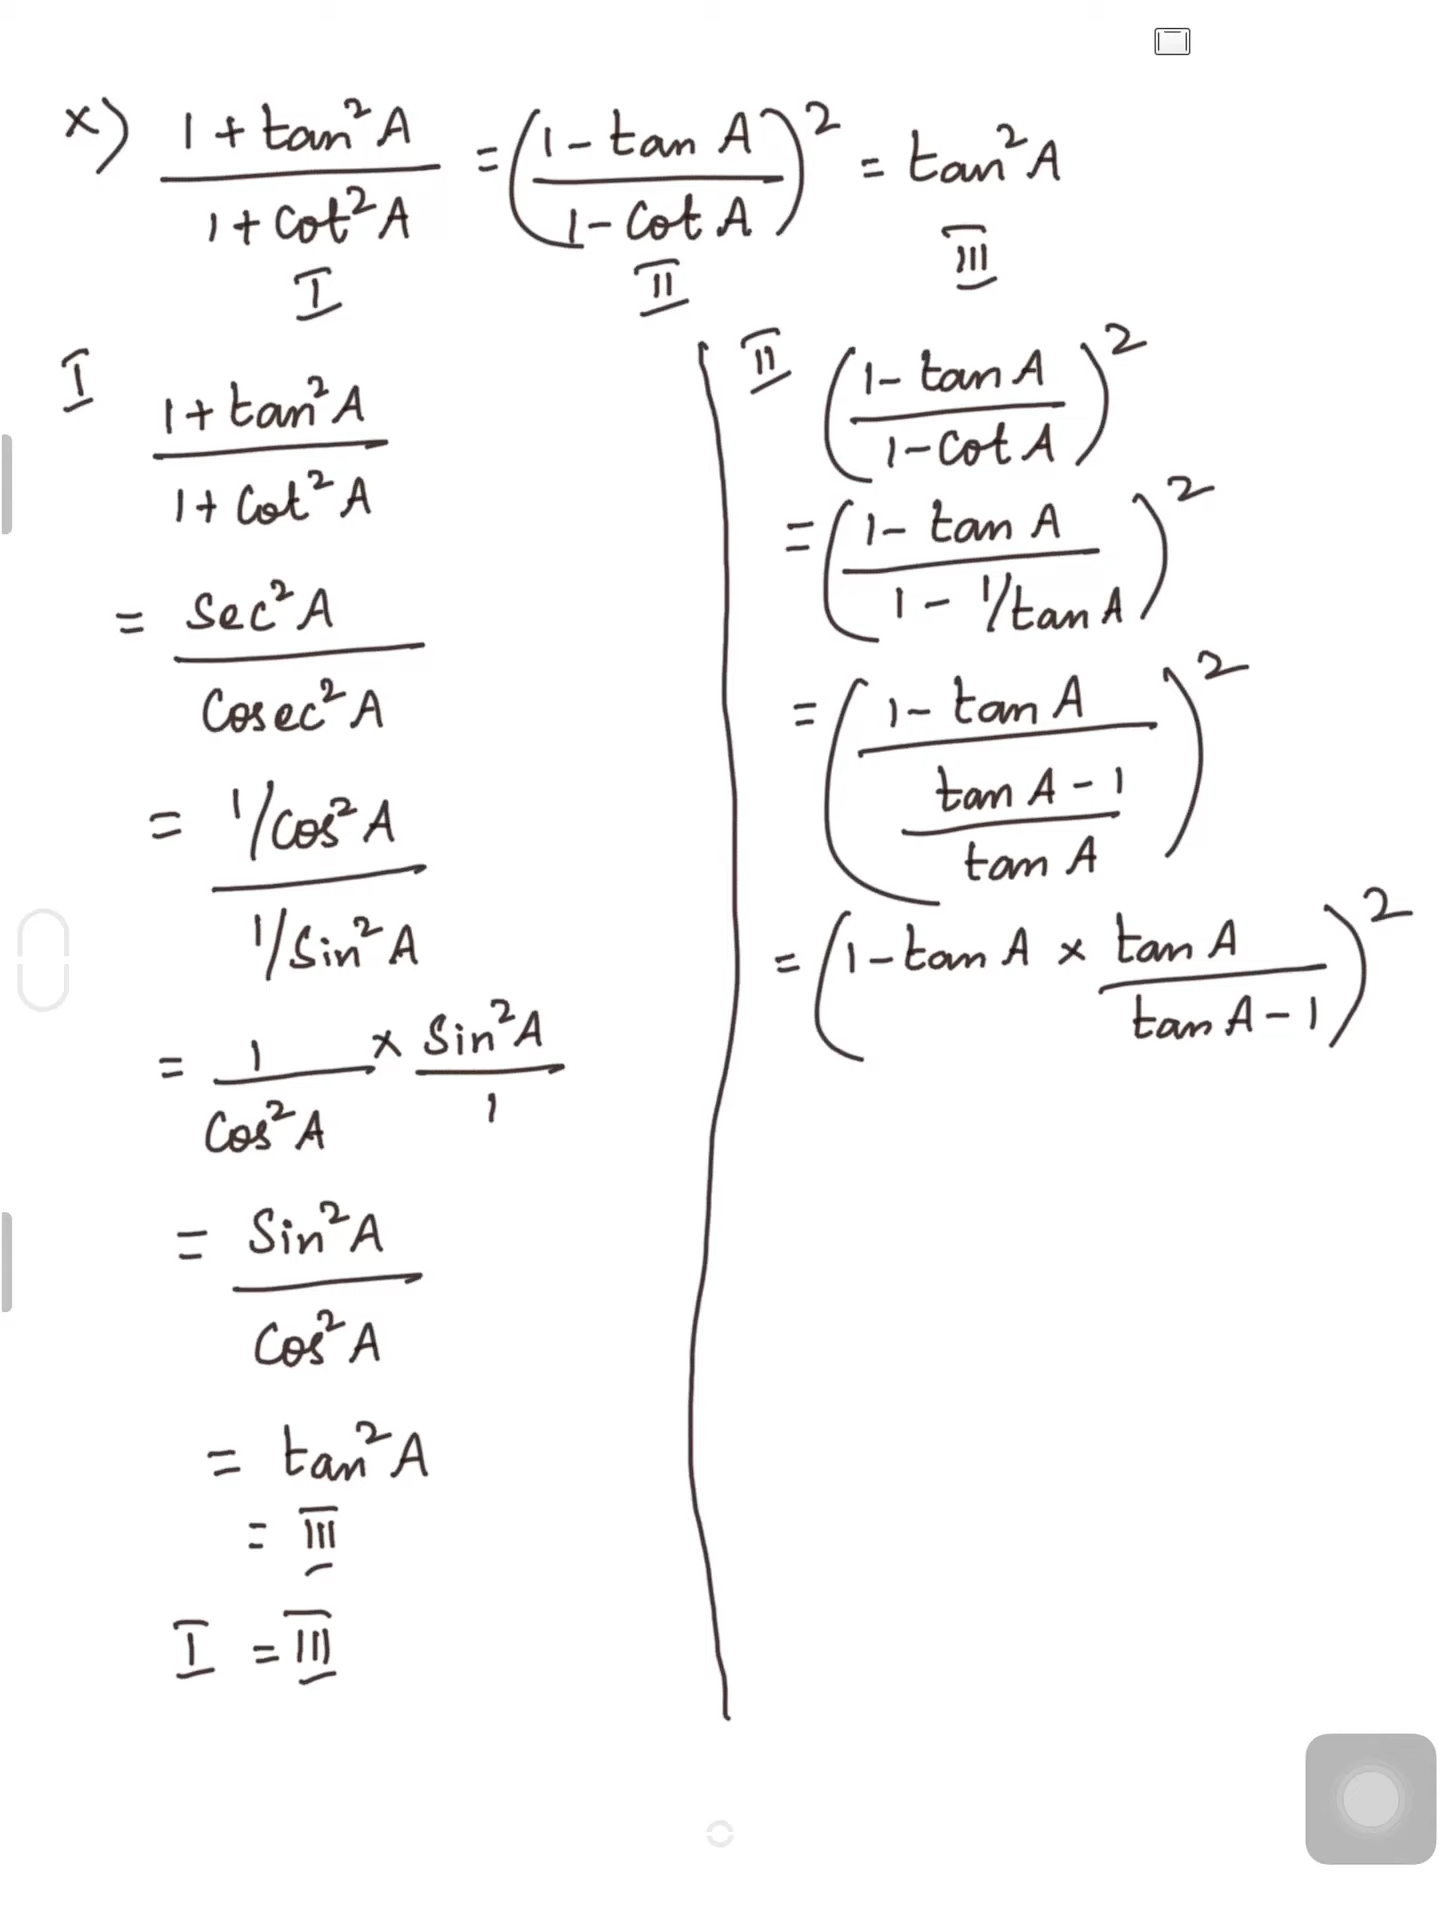 x) (1 + tan²A)/(1 + Cot²A) = ((1 - tan A)/(1 - Cot A))² = tan²A
I II III
I
(1 + tan²A)/(1 + Cot²A)
= Sec²A/Cosec²A
= (1/Cos²A)/(1/Sin²A)
= 1/Cos²A × Sin²A/1
= Sin²A/Cos²A
= tan²A
= III
I = III
II ((1 - tan A)/(1 - Cot A))²
= ((1 - tan A)/(1 - 1/tan A))²
= ((1 - tan A)/((tan A - 1)/tan A))²
= (1 - tan A × tan A/(tan A - 1))²